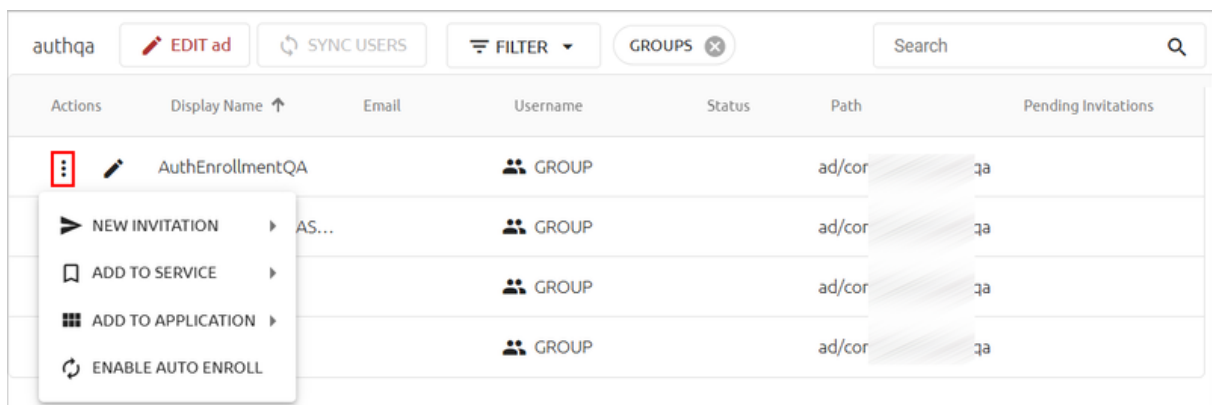 authqa EDIT ad SYNC USERS FILTER GROUPS Search
Actions Display Name Email Username Status Path Pending Invitations
AuthEnrollmentQA GROUP ad/cor qa
NEW INVITATION AS... GROUP ad/cor qa
ADD TO SERVICE GROUP ad/cor qa
ADD TO APPLICATION GROUP ad/cor qa
ENABLE AUTO ENROLL